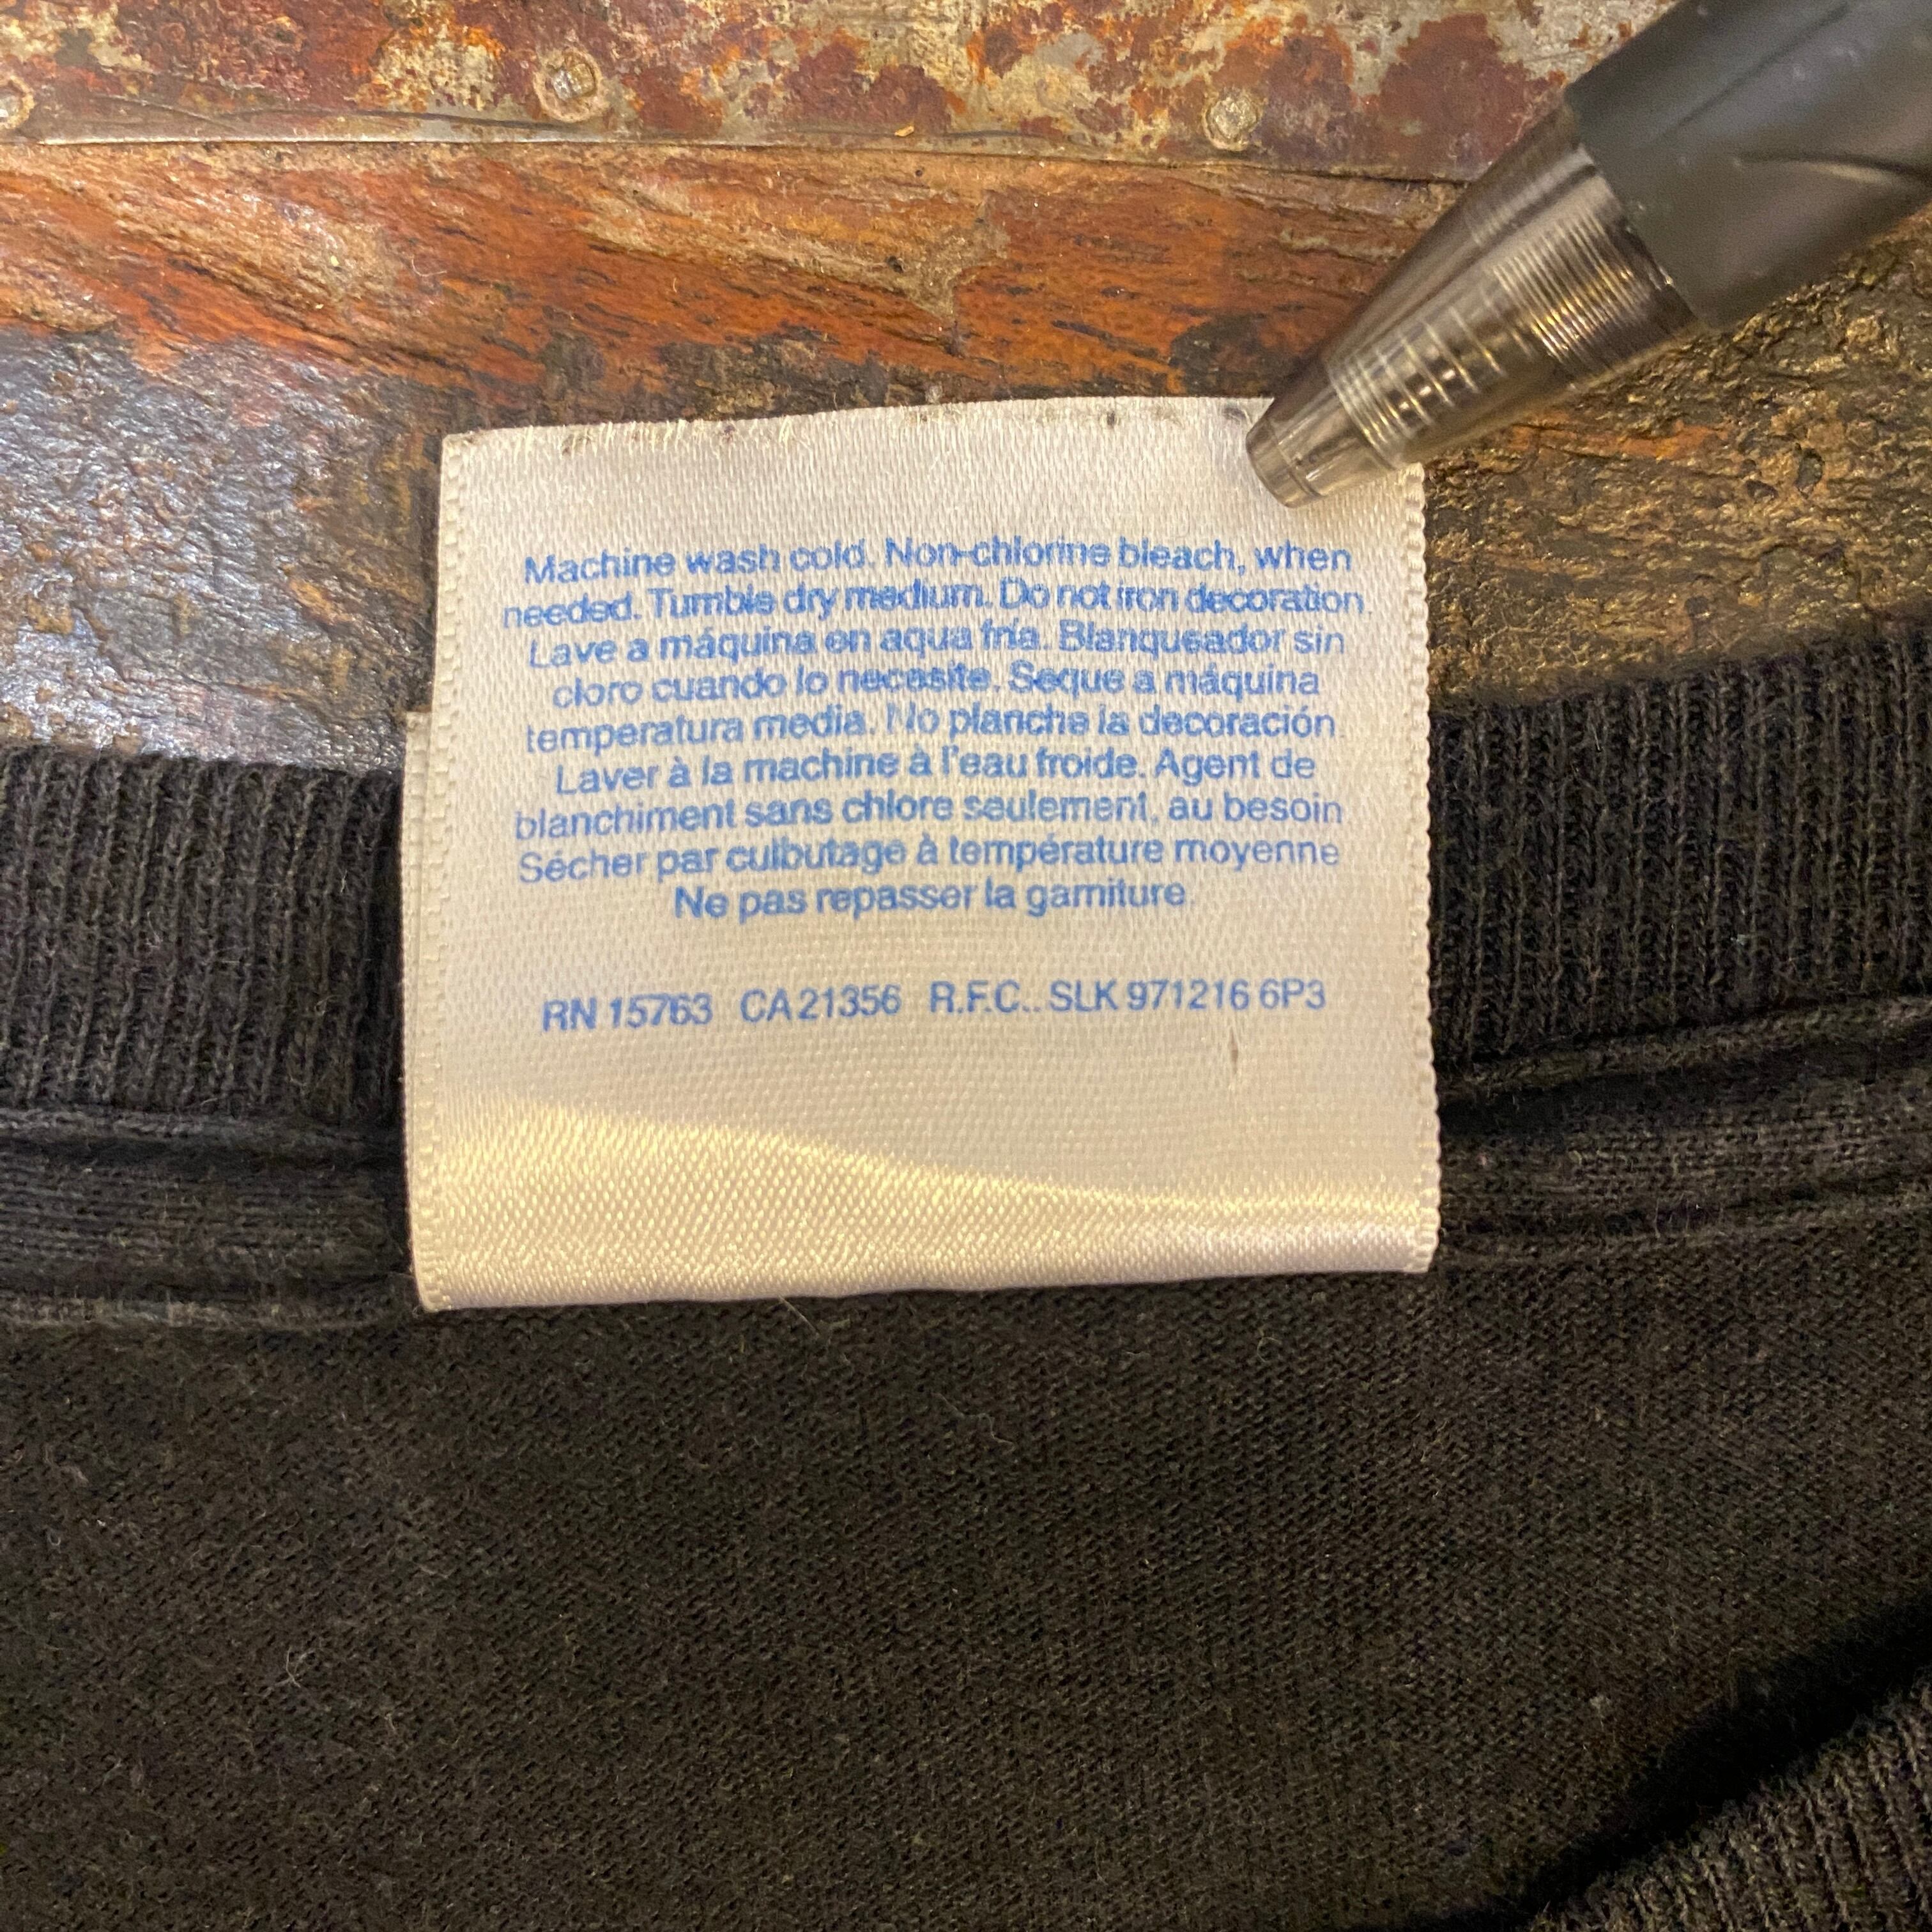 Machine wash cold. Non-chlorine bleach, when
needed. Tumble dry medium. Do not iron decoration.
Lave a máquina en aqua fría. Blanqueador sin
cloro cuando lo necesite. Seque a máquina
temperatura media. No planche la decoración
Laver à la machine à l'eau froide. Agent de
blanchiment sans chlore seulement, au besoin
Sécher par culbutage à température moyenne
Ne pas repasser la garniture.
RN 15763 CA 21356 R.F.C.. SLK 971216 6P3